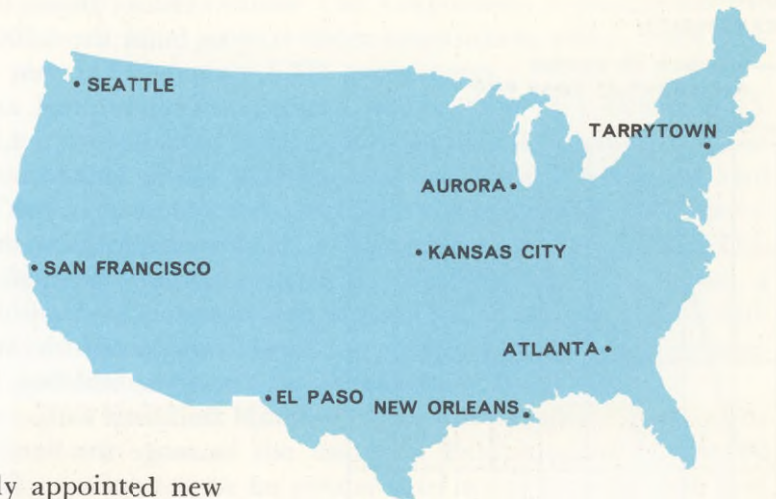 SEATTLE
TARRYTOWN
AURORA
KANSAS CITY
SAN FRANCISCO
ATLANTA
EL PASO
NEW ORLEANS
ly appointed new